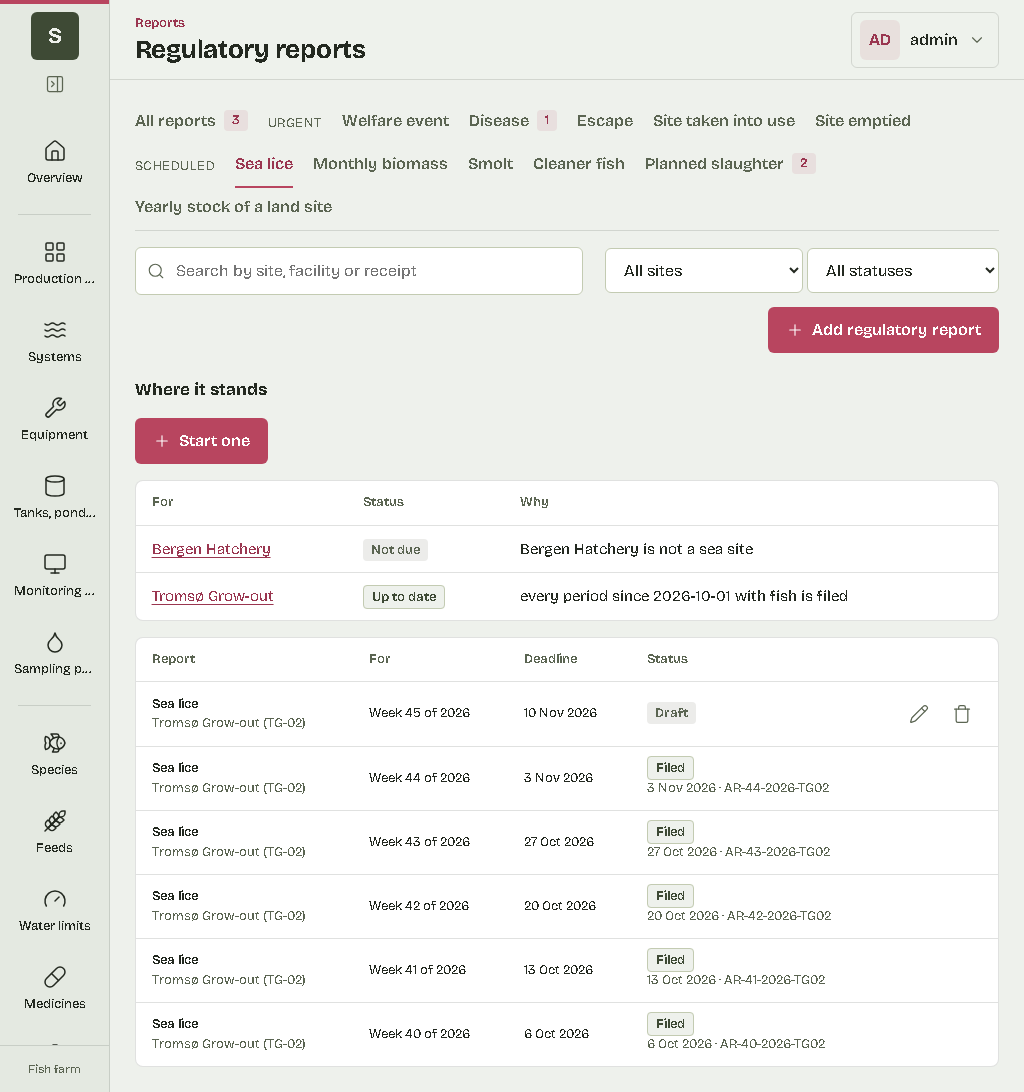 S
Reports
Regulatory reports
AD admin
Overview
Production ...
Systems
Equipment
Tanks, pond...
Monitoring ...
Sampling p...
Species
Feeds
Water limits
Medicines
Fish farm
All reports 3 URGENT Welfare event Disease 1 Escape Site taken into use Site emptied
SCHEDULED Sea lice Monthly biomass Smolt Cleaner fish Planned slaughter 2
Yearly stock of a land site
Search by site, facility or receipt All sites All statuses
Add regulatory report
Where it stands
Start one
For Status Why
Bergen Hatchery Not due Bergen Hatchery is not a sea site
Tromsø Grow-out Up to date every period since 2026-10-01 with fish is filed
Report For Deadline Status
Sea lice
Tromsø Grow-out (TG-02) Week 45 of 2026 10 Nov 2026 Draft
Sea lice Filed
Tromsø Grow-out (TG-02) Week 44 of 2026 3 Nov 2026 3 Nov 2026 · AR-44-2026-TG02
Sea lice Filed
Tromsø Grow-out (TG-02) Week 43 of 2026 27 Oct 2026 27 Oct 2026 · AR-43-2026-TG02
Sea lice Filed
Tromsø Grow-out (TG-02) Week 42 of 2026 20 Oct 2026 20 Oct 2026 · AR-42-2026-TG02
Sea lice Filed
Tromsø Grow-out (TG-02) Week 41 of 2026 13 Oct 2026 13 Oct 2026 · AR-41-2026-TG02
Sea lice Filed
Tromsø Grow-out (TG-02) Week 40 of 2026 6 Oct 2026 6 Oct 2026 · AR-40-2026-TG02